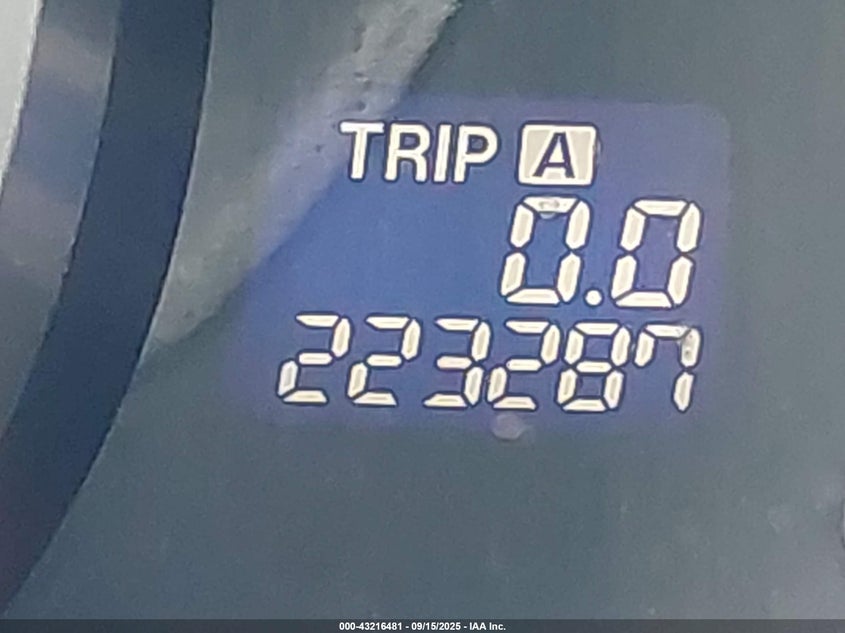 TRIP A
0.0
223287
000-43216481 - 09/15/2025 - IAA Inc.